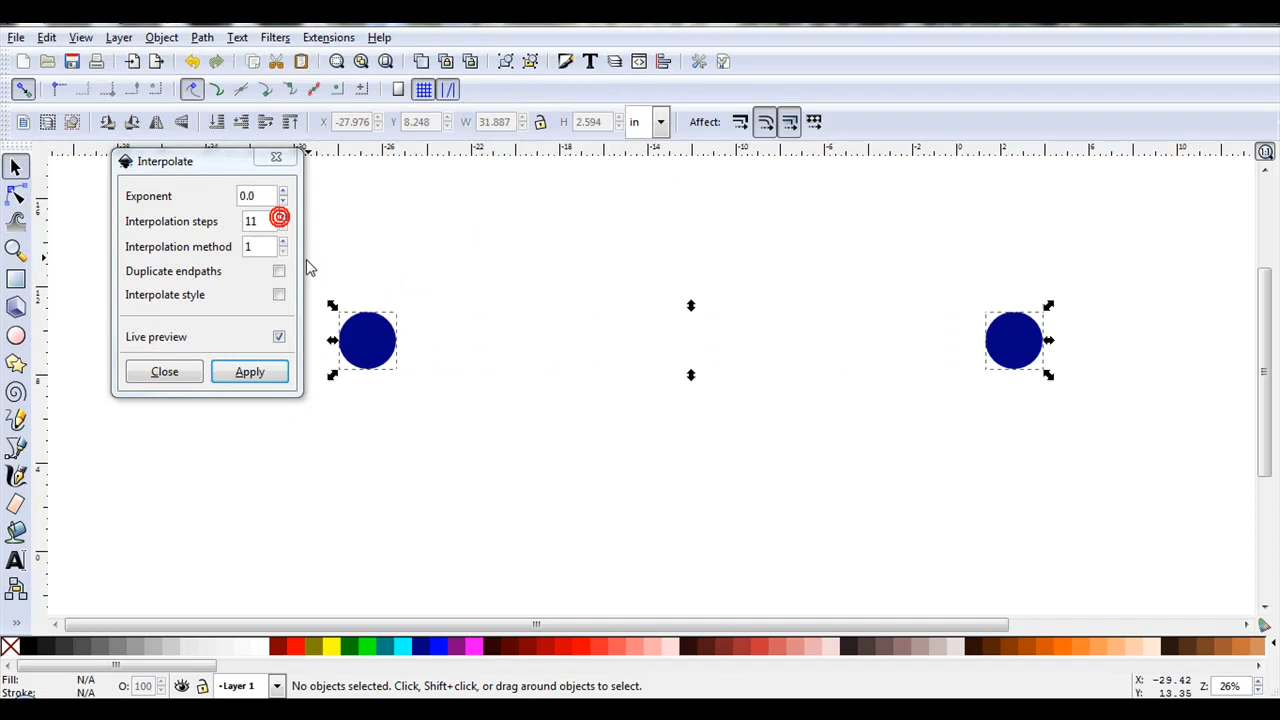 File Edit View Layer Object Path Text Filters Extensions Help
X -27.976 Y 8.248 W 31.887 H 2.594 in Affect:
Interpolate
Exponent 0.0
Interpolation steps 11
Interpolation method 1
Duplicate endpaths
Interpolate style
Live preview
Close Apply
Fill: N/A
Stroke: N/A
O: 100
Layer 1
No objects selected. Click, Shift+click, or drag around objects to select.
X: -29.42
Y: 13.35
Z: 26%